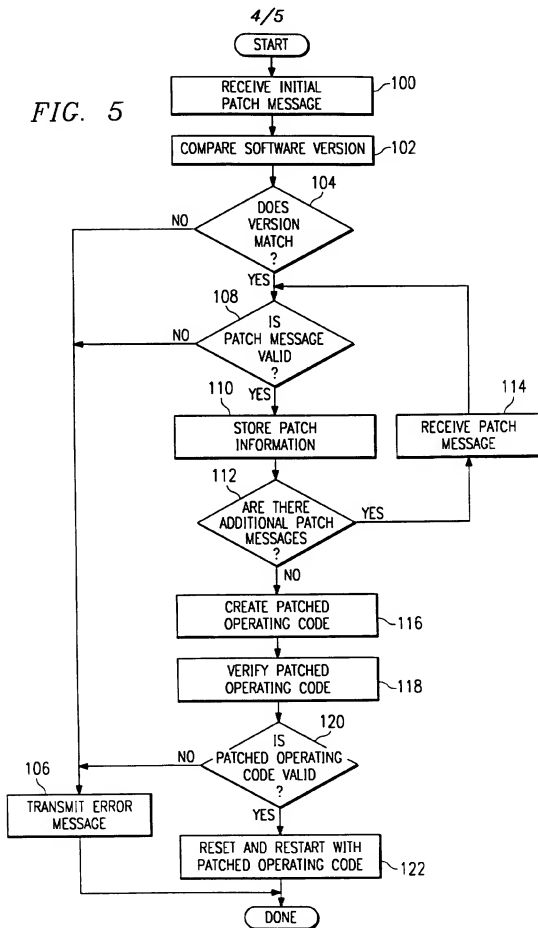 4/5
START
FIG. 5
RECEIVE INITIAL
PATCH MESSAGE
100
COMPARE SOFTWARE VERSION
102
104
DOES
VERSION
MATCH
?
NO
YES
108
IS
PATCH MESSAGE
VALID
?
NO
YES
110
STORE PATCH
INFORMATION
114
RECEIVE PATCH
MESSAGE
112
ARE THERE
ADDITIONAL PATCH
MESSAGES
?
YES
NO
CREATE PATCHED
OPERATING CODE
116
VERIFY PATCHED
OPERATING CODE
118
120
IS
PATCHED OPERATING
CODE VALID
?
NO
YES
106
TRANSMIT ERROR
MESSAGE
RESET AND RESTART WITH
PATCHED OPERATING CODE
122
DONE